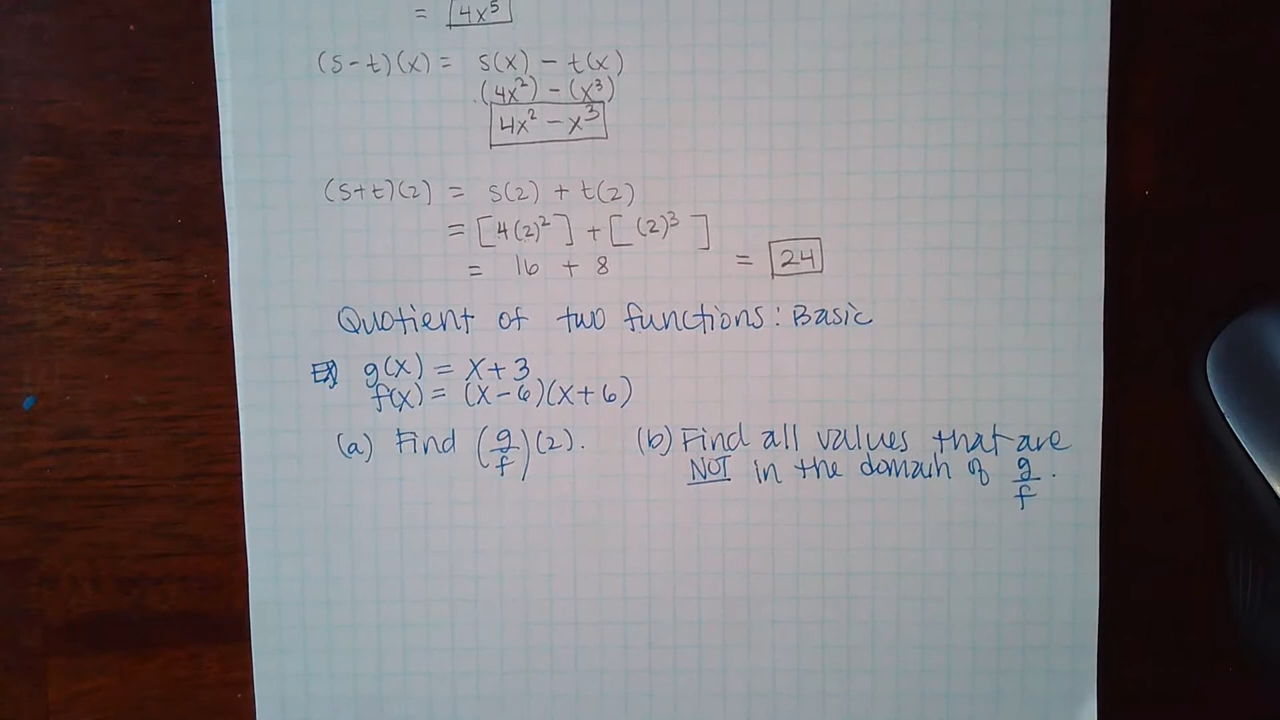 = 4x⁵
(s-t)(x) = s(x) - t(x)
(4x²) - (x³)
4x² - x³
(s+t)(2) = s(2) + t(2)
= [4(2)²] + [(2)³]
= 16 + 8 = 24
Quotient of two functions: Basic
EX g(x) = x+3
f(x) = (x-6)(x+6)
(a) Find (g/f)(2). (b) Find all values that are
NOT in the domain of g/f.